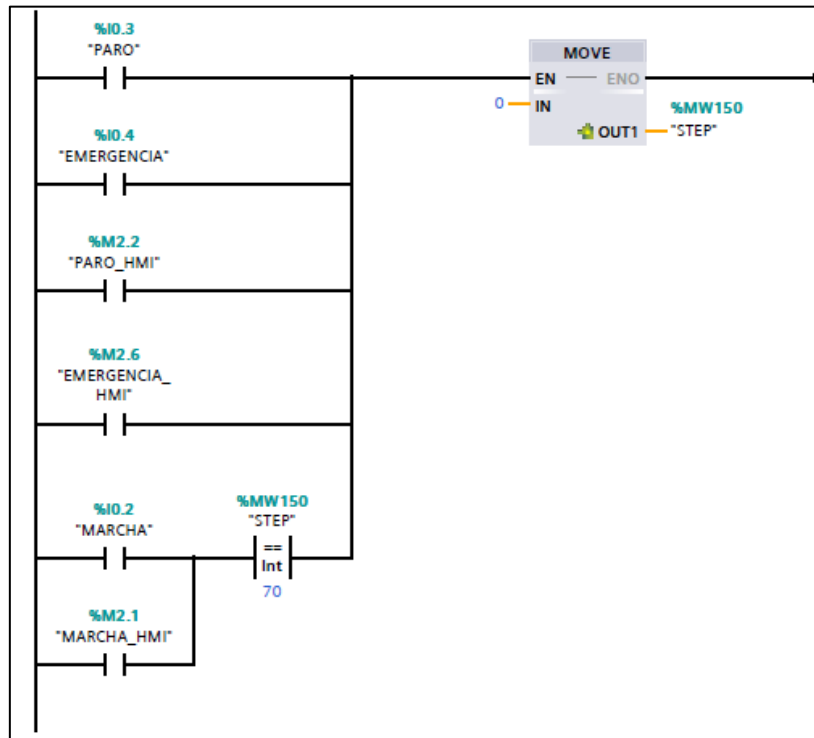 %I0.3
"PARO"
MOVE
EN
ENO
0
IN
%MW150
OUT1
"STEP"
%I0.4
"EMERGENCIA"
%M2.2
"PARO_HMI"
%M2.6
"EMERGENCIA_
HMI"
%I0.2
"MARCHA"
%MW150
"STEP"
==
Int
70
%M2.1
"MARCHA_HMI"